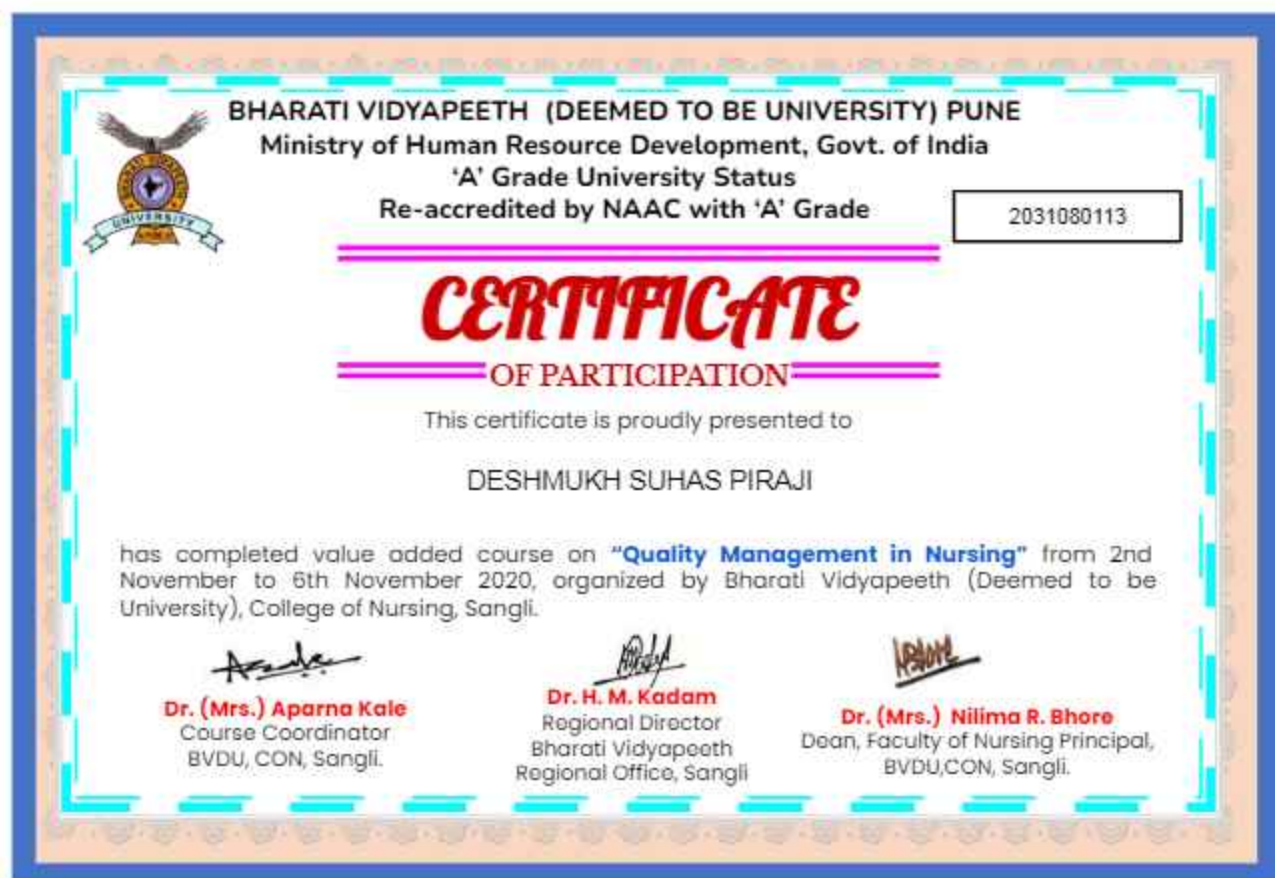 BHARATI VIDYAPEETH (DEEMED TO BE UNIVERSITY) PUNE
Ministry of Human Resource Development, Govt. of India
‘A’ Grade University Status
Re-accredited by NAAC with ‘A’ Grade
2031080113
BHARATI VIDYAPEETH
UNIVERSITY
CERTIFICATE
OF PARTICIPATION
This certificate is proudly presented to
DESHMUKH SUHAS PIRAJI
has completed value added course on “Quality Management in Nursing” from 2nd
November to 6th November 2020, organized by Bharati Vidyapeeth (Deemed to be
University), College of Nursing, Sangli.
Dr. (Mrs.) Aparna Kale
Course Coordinator
BVDU, CON, Sangli.
Dr. H. M. Kadam
Regional Director
Bharati Vidyapeeth
Regional Office, Sangli
Dr. (Mrs.) Nilima R. Bhore
Dean, Faculty of Nursing Principal,
BVDU,CON, Sangli.